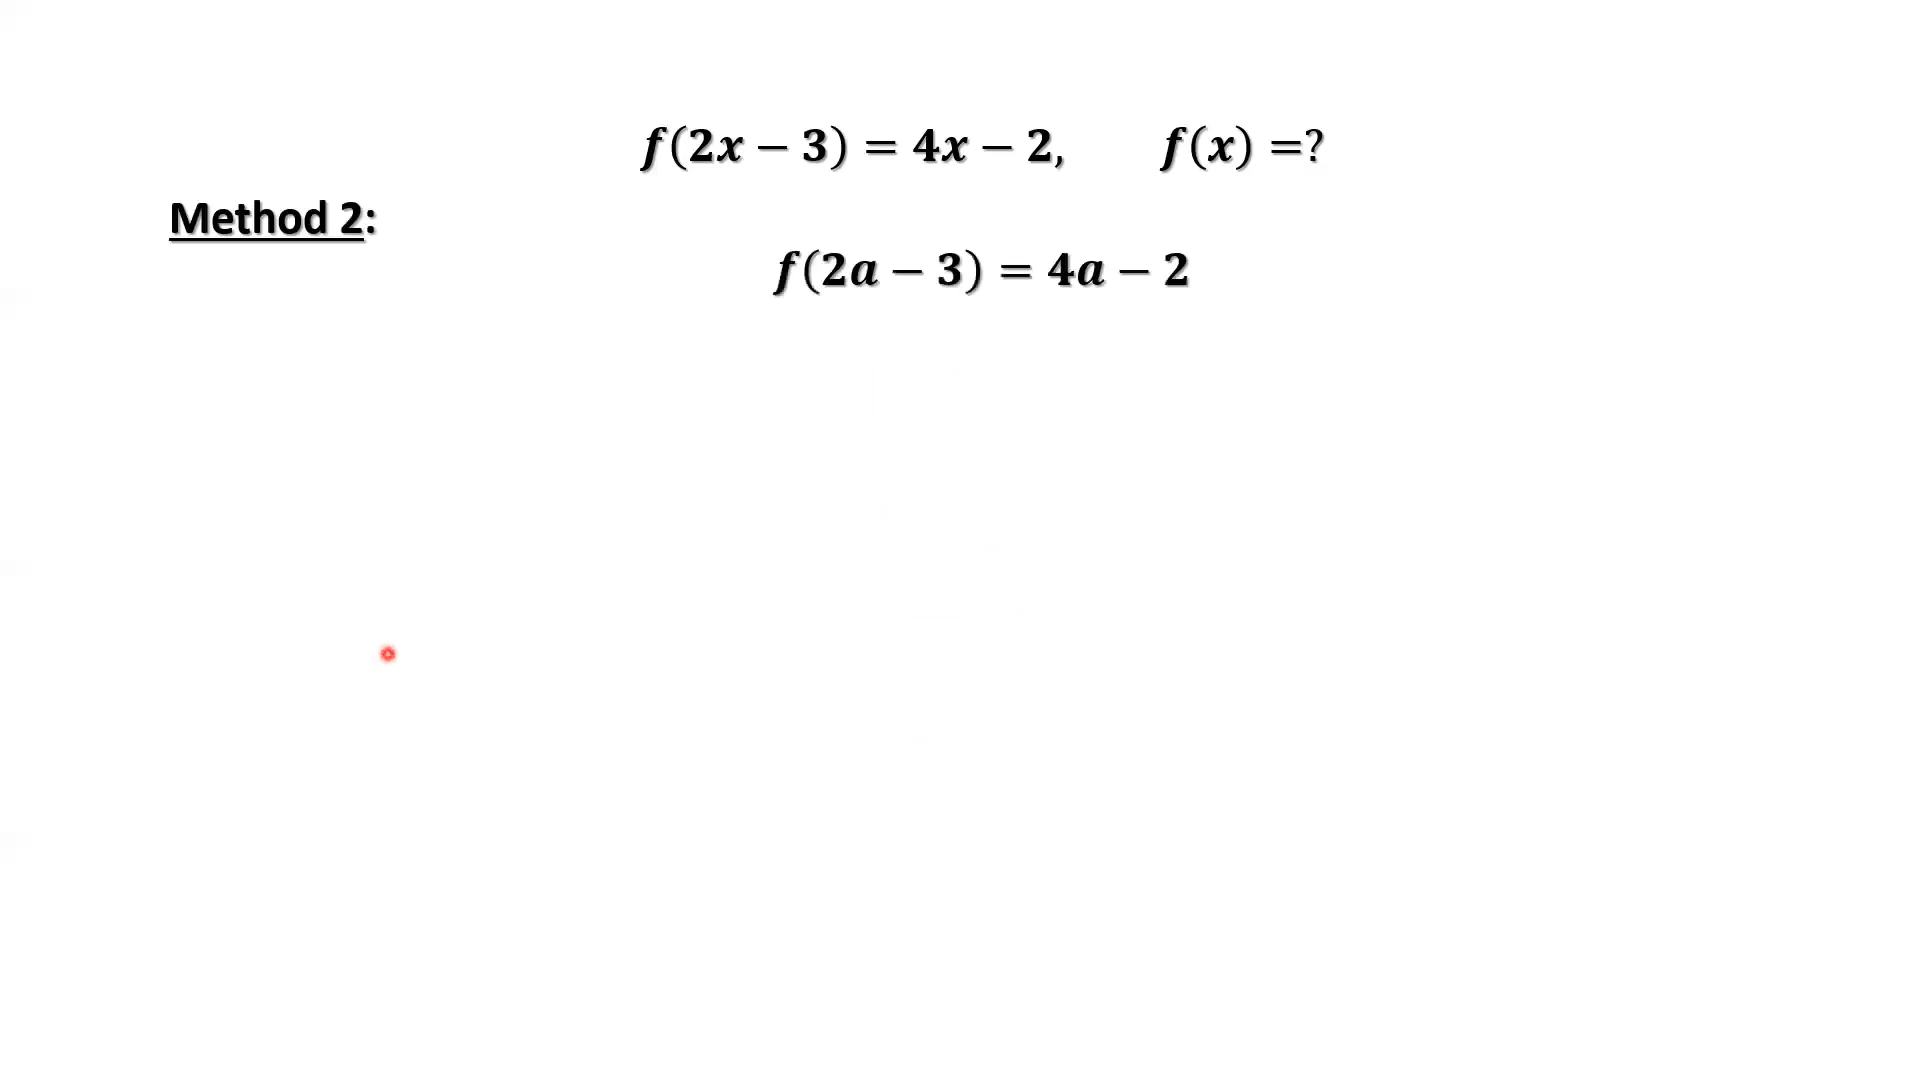 f(2x − 3) = 4x − 2, f(x) =?
Method 2:
f(2a − 3) = 4a − 2